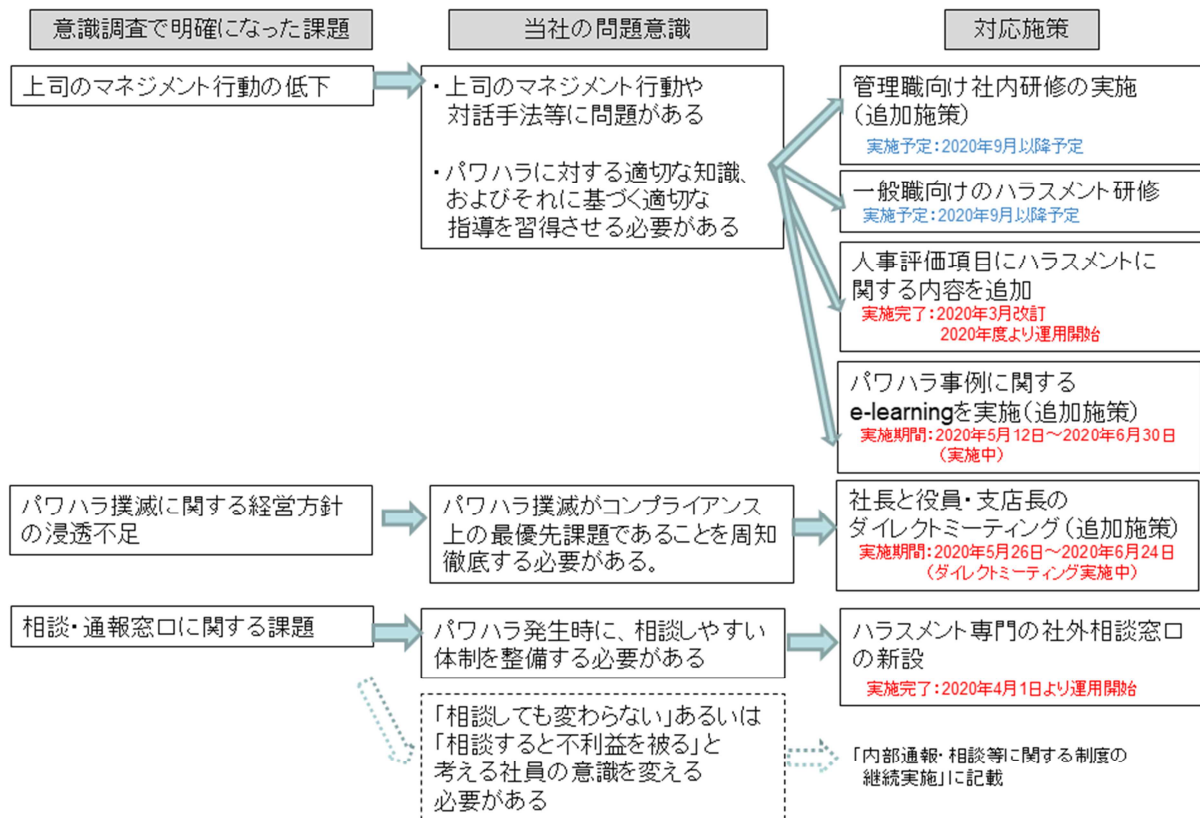 意識調査で明確になった課題
当社の問題意識
対応施策
上司のマネジメント行動の低下
・上司のマネジメント行動や
対話手法等に問題がある
・パワハラに対する適切な知識、
およびそれに基づく適切な
指導を習得させる必要がある
管理職向け社内研修の実施
（追加施策）
実施予定：2020年9月以降予定
一般職向けのハラスメント研修
実施予定：2020年9月以降予定
人事評価項目にハラスメントに
関する内容を追加
実施完了：2020年3月改訂
2020年度より運用開始
パワハラ事例に関する
e-learningを実施（追加施策）
実施期間：2020年5月12日～2020年6月30日
（実施中）
パワハラ撲滅に関する経営方針
の浸透不足
パワハラ撲滅がコンプライアンス
上の最優先課題であることを周知
徹底する必要がある。
社長と役員・支店長の
ダイレクトミーティング（追加施策）
実施期間：2020年5月26日～2020年6月24日
（ダイレクトミーティング実施中）
相談・通報窓口に関する課題
パワハラ発生時に、相談しやすい
体制を整備する必要がある
ハラスメント専門の社外相談窓口
の新設
実施完了：2020年4月1日より運用開始
「相談しても変わらない」あるいは
「相談すると不利益を被る」と
考える社員の意識を変える
必要がある
「内部通報・相談等に関する制度の
継続実施」に記載